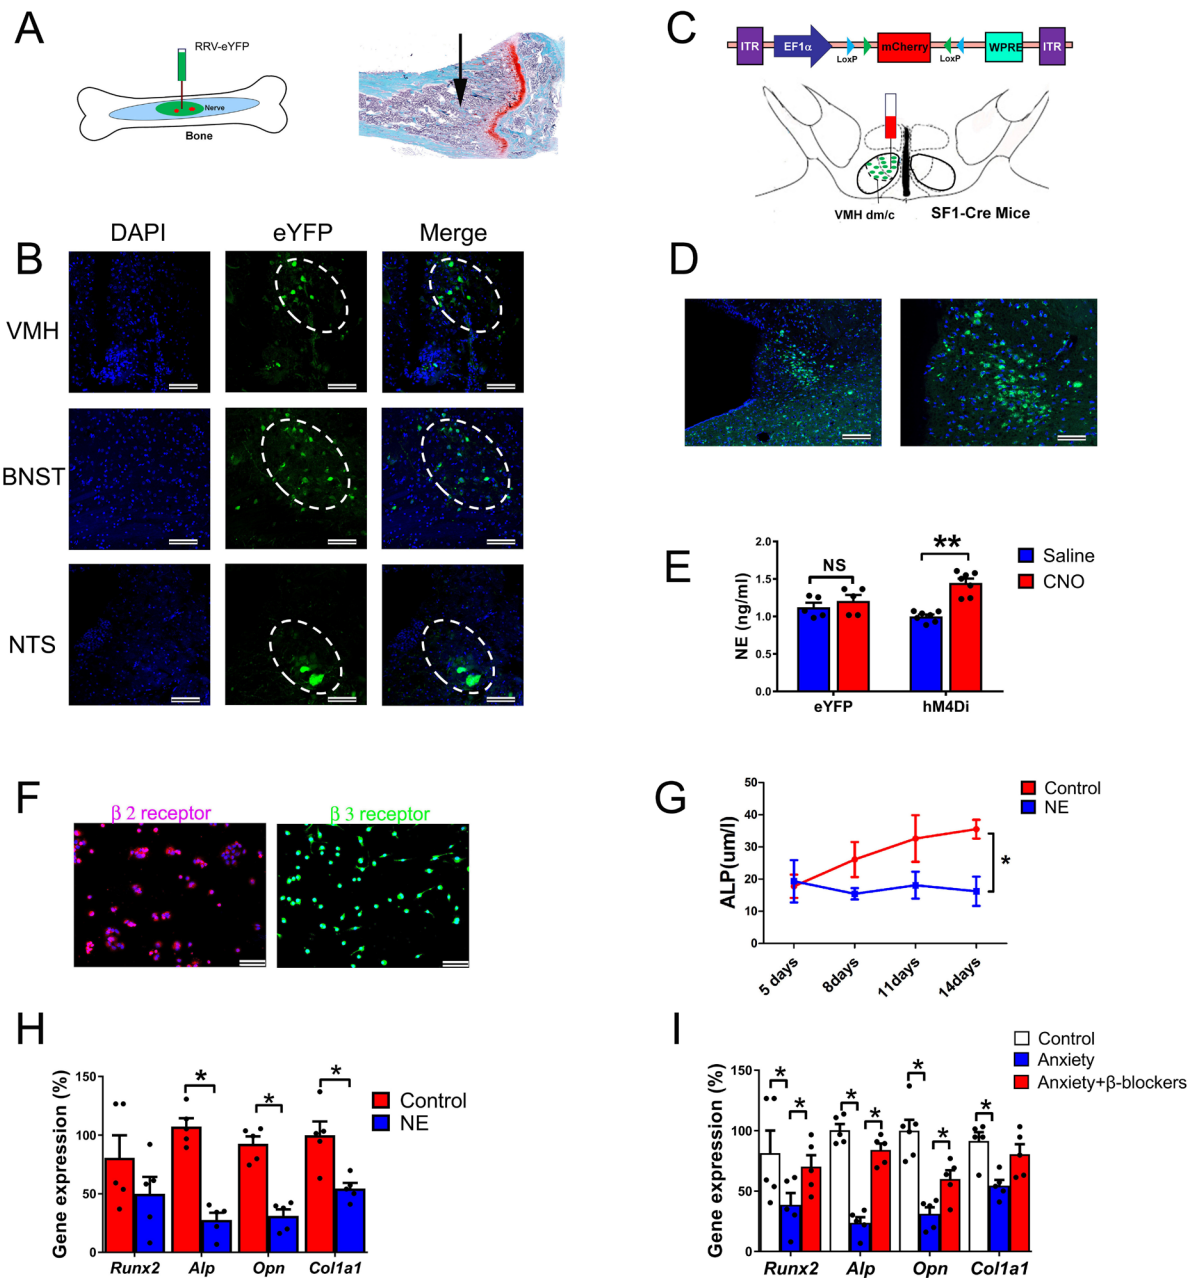 A
RRV-eYFP
Nerve
Bone
B
DAPI
eYFP
Merge
VMH
BNST
NTS
C
ITR
EF1α
LoxP
mCherry
LoxP
WPRE
ITR
VMH dm/c
SF1-Cre Mice
D
E
NE (ng/ml)
2.0
1.5
1.0
0.5
0.0
NS
**
Saline
CNO
eYFP
hM4Di
F
β 2 receptor
β 3 receptor
G
ALP(um/l)
50
40
30
20
10
0
5 days
8days
11days
14days
*
Control
NE
H
Gene expression (%)
150
100
50
0
*
*
*
Control
NE
Runx2
Alp
Opn
Col1a1
I
Gene expression (%)
150
100
50
0
*
*
*
*
*
*
*
Control
Anxiety
Anxiety+β-blockers
Runx2
Alp
Opn
Col1a1